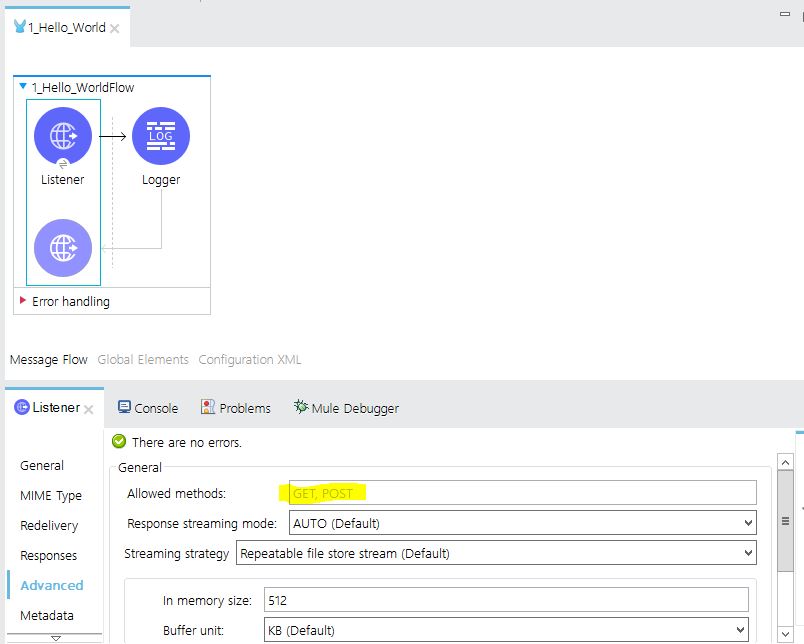 1_Hello_World
1_Hello_WorldFlow
LOG
Listener Logger
Error handling
Message Flow Global Elements Configuration XML
Listener Console Problems Mule Debugger
There are no errors.
General General
MIME Type Allowed methods: GET, POST
Redelivery Response streaming mode: AUTO (Default)
Responses Streaming strategy Repeatable file store stream (Default)
Advanced
In memory size: 512
Metadata
Buffer unit: KB (Default)